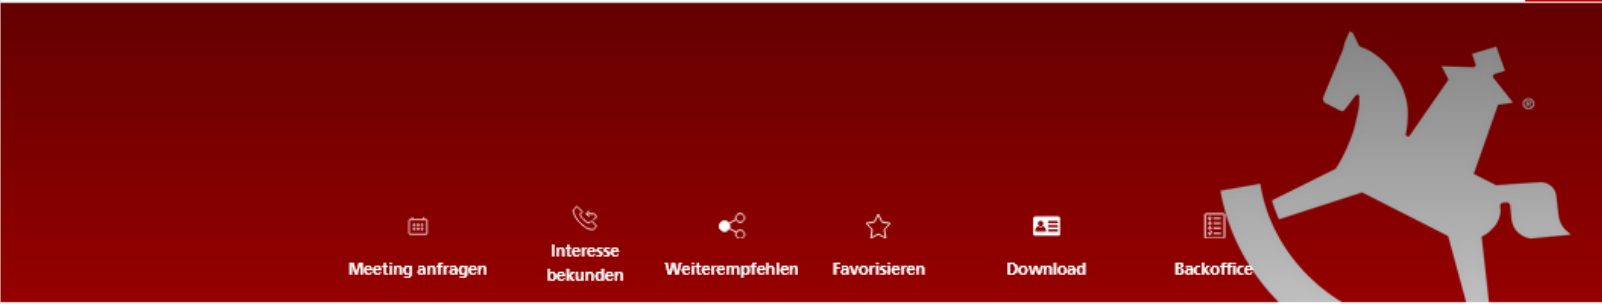 ®
Meeting anfragen
Interesse
bekunden
Weiterempfehlen
Favorisieren
Download
Backoffice